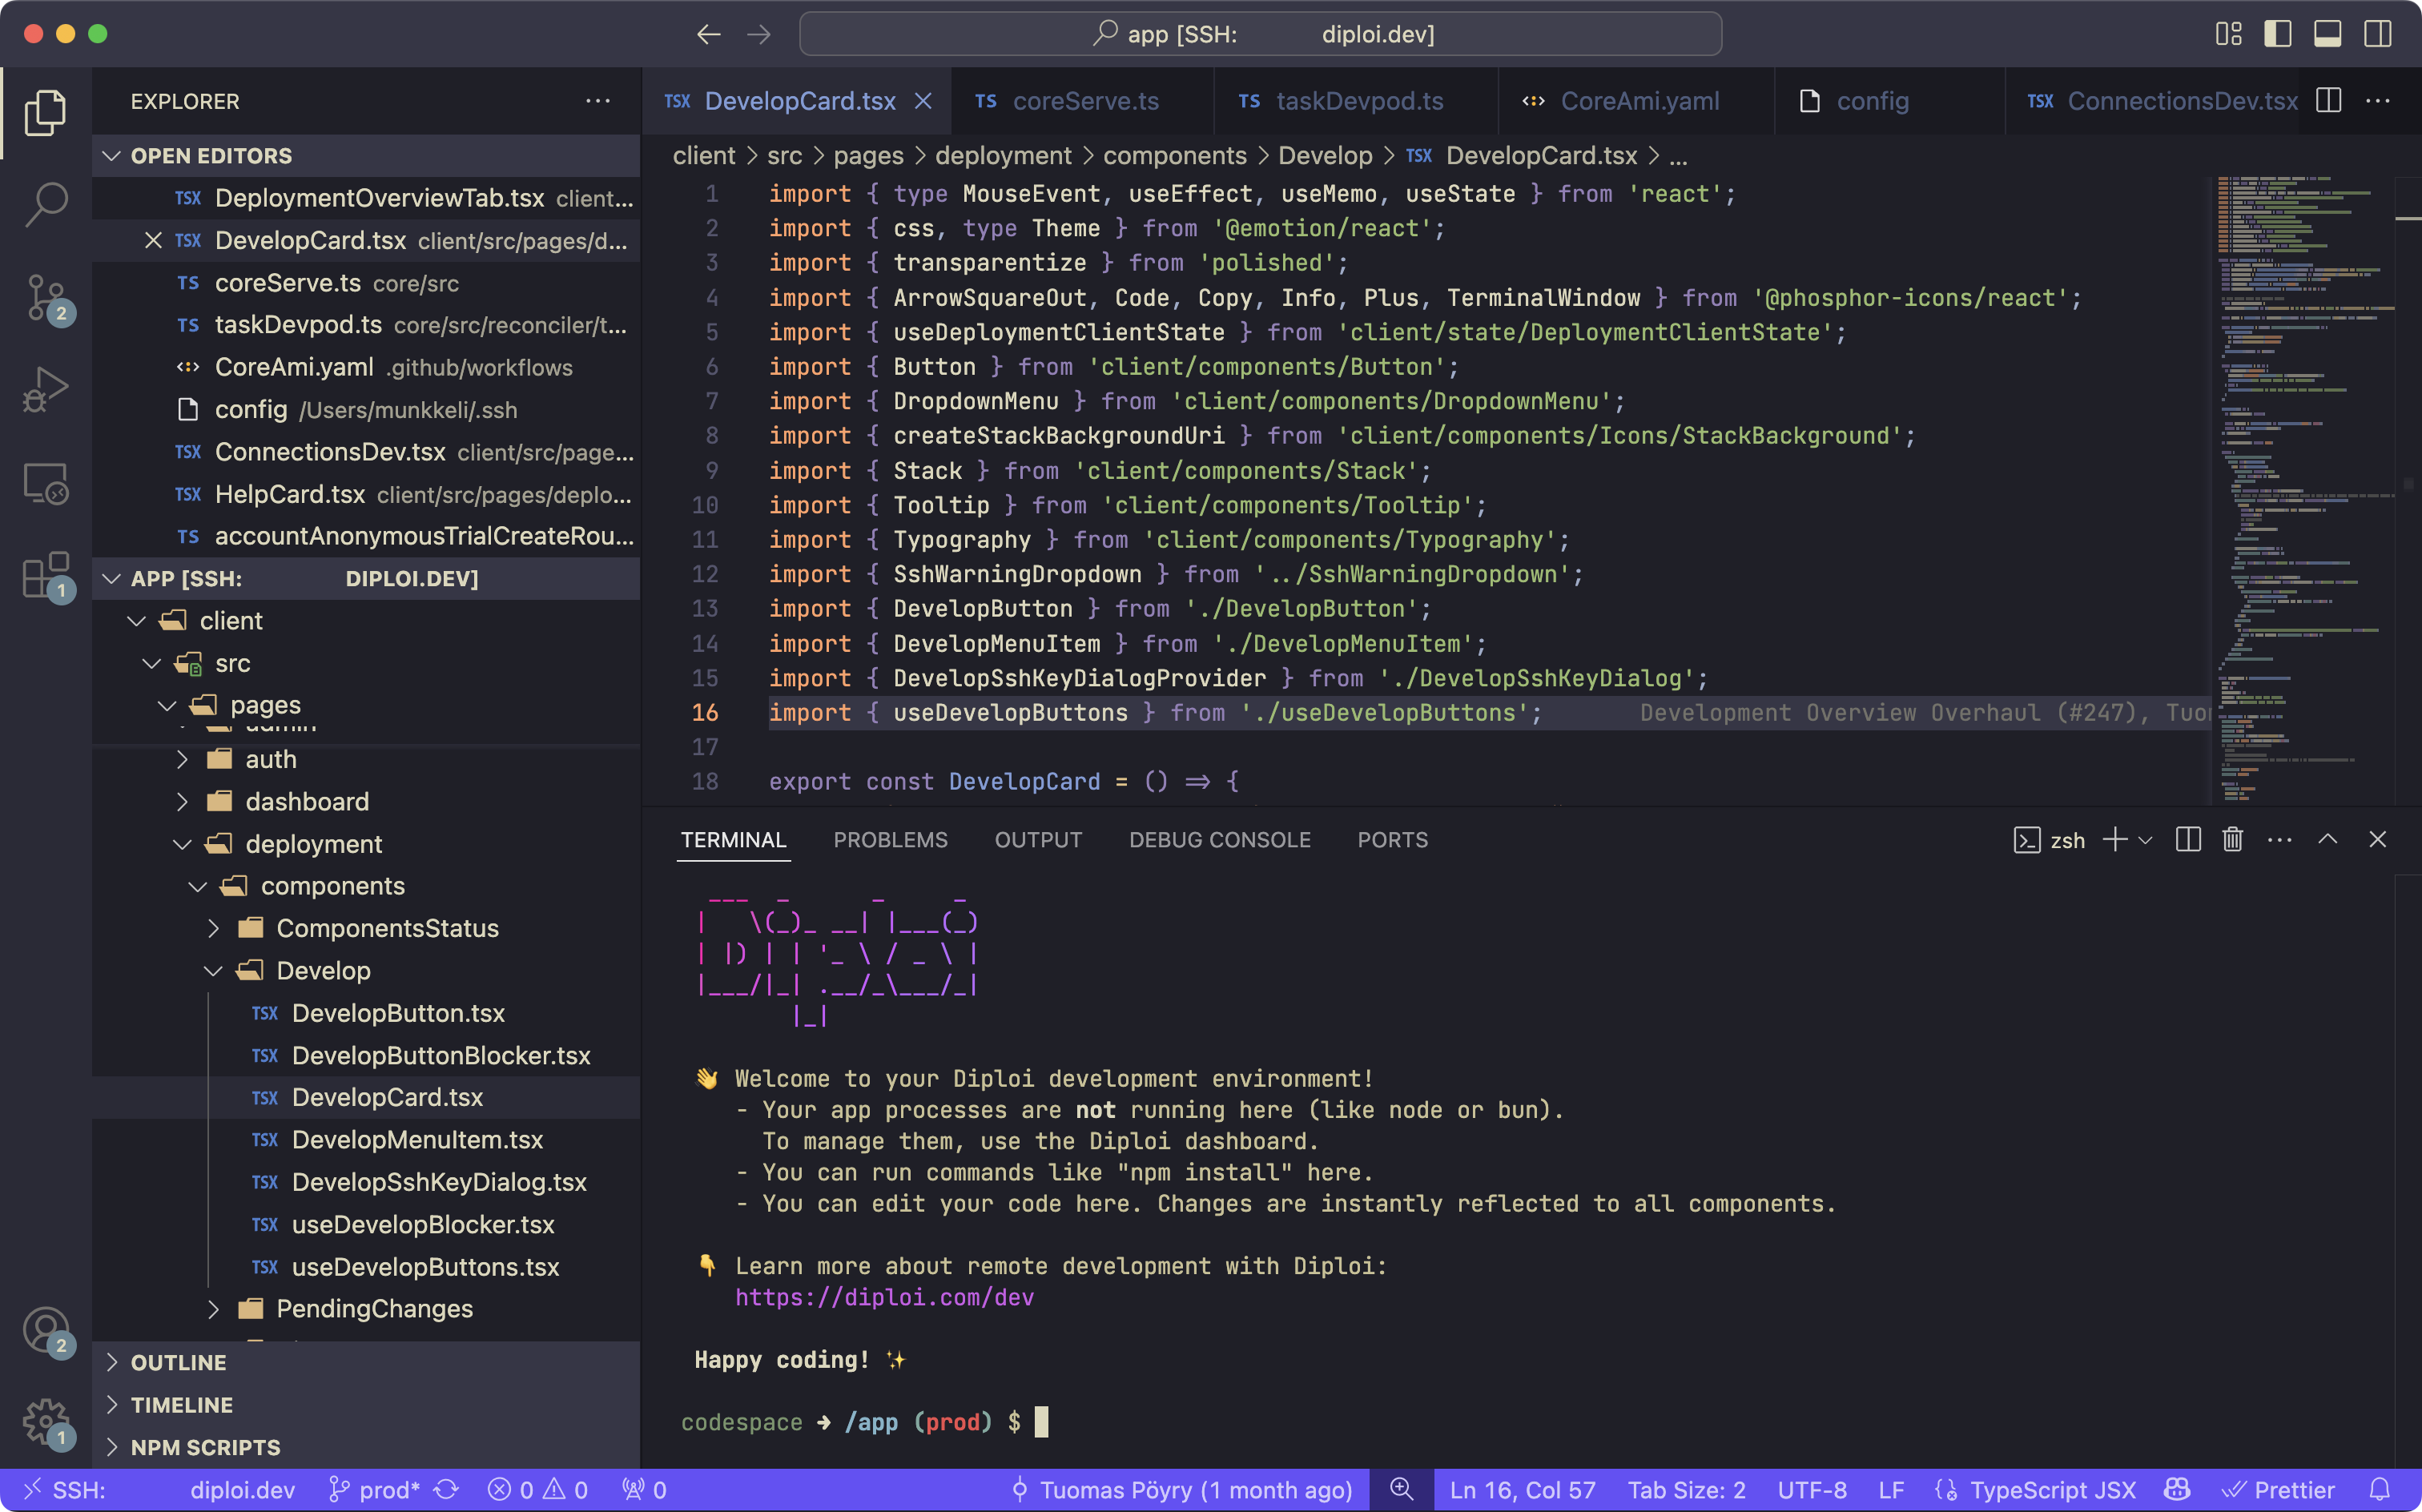 app [SSH: diploi.dev]
EXPLORER
OPEN EDITORS
TSX DeploymentOverviewTab.tsx client...
TSX DevelopCard.tsx client/src/pages/d...
TS coreServe.ts core/src
TS taskDevpod.ts core/src/reconciler/t...
CoreAmi.yaml .github/workflows
config /Users/munkkeli/.ssh
TSX ConnectionsDev.tsx client/src/page...
TSX HelpCard.tsx client/src/pages/deplo...
TS accountAnonymousTrialCreateRou...
APP [SSH: DIPLOI.DEV]
client
src
pages
admin
auth
dashboard
deployment
components
ComponentsStatus
Develop
TSX DevelopButton.tsx
TSX DevelopButtonBlocker.tsx
TSX DevelopCard.tsx
TSX DevelopMenuItem.tsx
TSX DevelopSshKeyDialog.tsx
TSX useDevelopBlocker.tsx
TSX useDevelopButtons.tsx
PendingChanges
OUTLINE
TIMELINE
NPM SCRIPTS
2
1
2
1
TSX DevelopCard.tsx TS coreServe.ts TS taskDevpod.ts CoreAmi.yaml config TSX ConnectionsDev.tsx
client > src > pages > deployment > components > Develop > TSX DevelopCard.tsx > ...
1 import { type MouseEvent, useEffect, useMemo, useState } from 'react';
2 import { css, type Theme } from '@emotion/react';
3 import { transparentize } from 'polished';
4 import { ArrowSquareOut, Code, Copy, Info, Plus, TerminalWindow } from '@phosphor-icons/react';
5 import { useDeploymentClientState } from 'client/state/DeploymentClientState';
6 import { Button } from 'client/components/Button';
7 import { DropdownMenu } from 'client/components/DropdownMenu';
8 import { createStackBackgroundUri } from 'client/components/Icons/StackBackground';
9 import { Stack } from 'client/components/Stack';
10 import { Tooltip } from 'client/components/Tooltip';
11 import { Typography } from 'client/components/Typography';
12 import { SshWarningDropdown } from '../SshWarningDropdown';
13 import { DevelopButton } from './DevelopButton';
14 import { DevelopMenuItem } from './DevelopMenuItem';
15 import { DevelopSshKeyDialogProvider } from './DevelopSshKeyDialog';
16 import { useDevelopButtons } from './useDevelopButtons'; Development Overview Overhaul (#247), Tuo
17
18 export const DevelopCard = () => {
TERMINAL PROBLEMS OUTPUT DEBUG CONSOLE PORTS zsh
Diploi
👋 Welcome to your Diploi development environment!
- Your app processes are not running here (like node or bun).
To manage them, use the Diploi dashboard.
- You can run commands like "npm install" here.
- You can edit your code here. Changes are instantly reflected to all components.
👇 Learn more about remote development with Diploi:
https://diploi.com/dev
Happy coding! ✨
codespace ➜ /app (prod) $
SSH: diploi.dev prod* 0 0 0 Tuomas Pöyry (1 month ago) Ln 16, Col 57 Tab Size: 2 UTF-8 LF TypeScript JSX Prettier